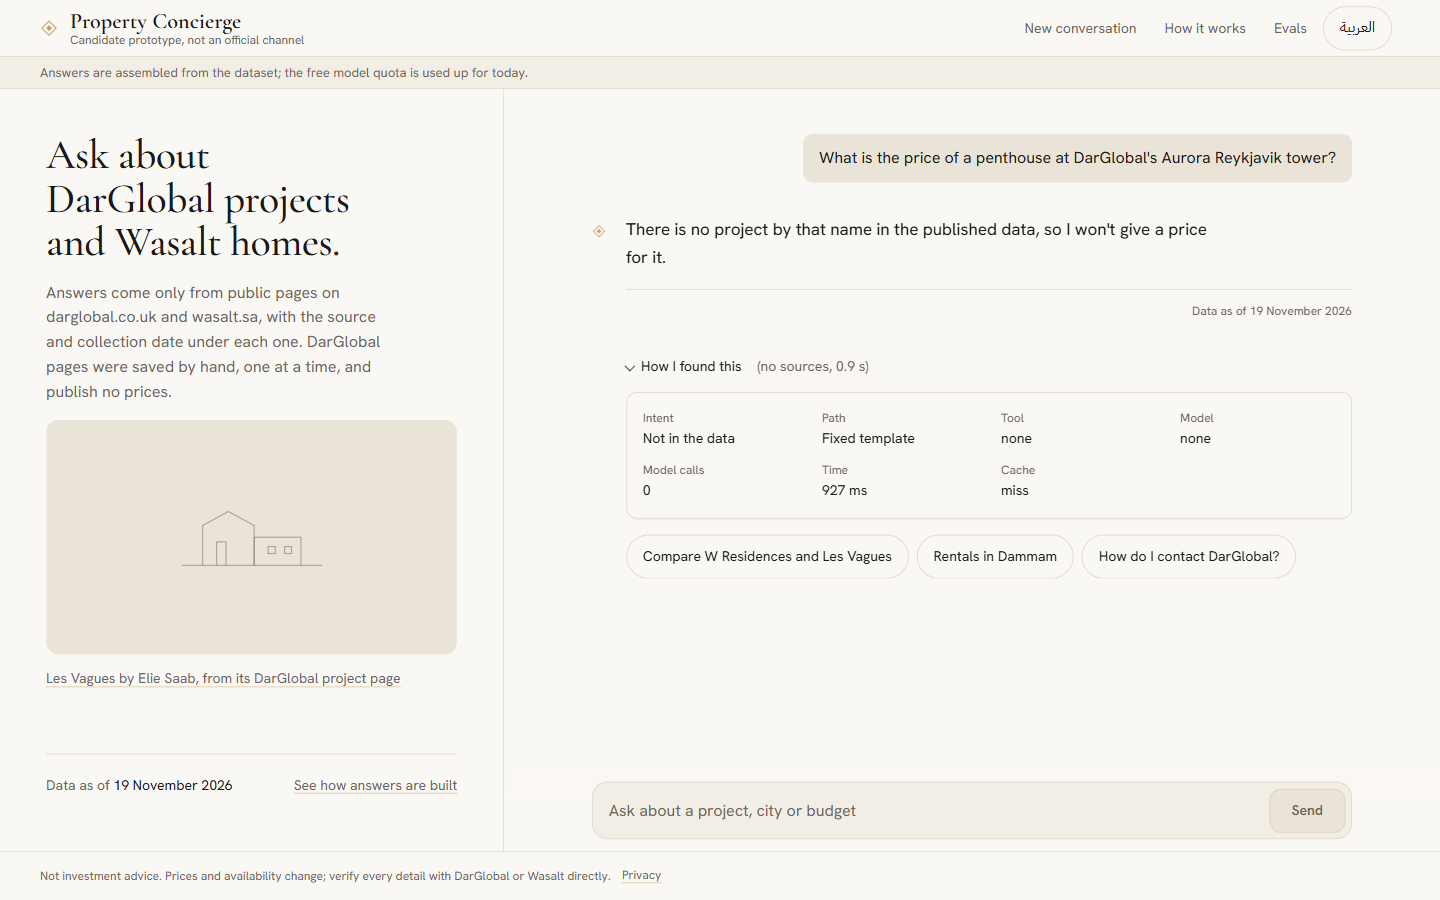 Property Concierge
Candidate prototype, not an official channel
New conversation
How it works
Evals
العربية
Answers are assembled from the dataset; the free model quota is used up for today.
Ask about
DarGlobal projects
and Wasalt homes.
Answers come only from public pages on
darglobal.co.uk and wasalt.sa, with the source
and collection date under each one. DarGlobal
pages were saved by hand, one at a time, and
publish no prices.
Les Vagues by Elie Saab, from its DarGlobal project page
Data as of 19 November 2026
See how answers are built
What is the price of a penthouse at DarGlobal's Aurora Reykjavik tower?
There is no project by that name in the published data, so I won't give a price
for it.
Data as of 19 November 2026
How I found this (no sources, 0.9 s)
Intent
Not in the data
Path
Fixed template
Tool
none
Model
none
Model calls
0
Time
927 ms
Cache
miss
Compare W Residences and Les Vagues
Rentals in Dammam
How do I contact DarGlobal?
Ask about a project, city or budget
Send
Not investment advice. Prices and availability change; verify every detail with DarGlobal or Wasalt directly. Privacy